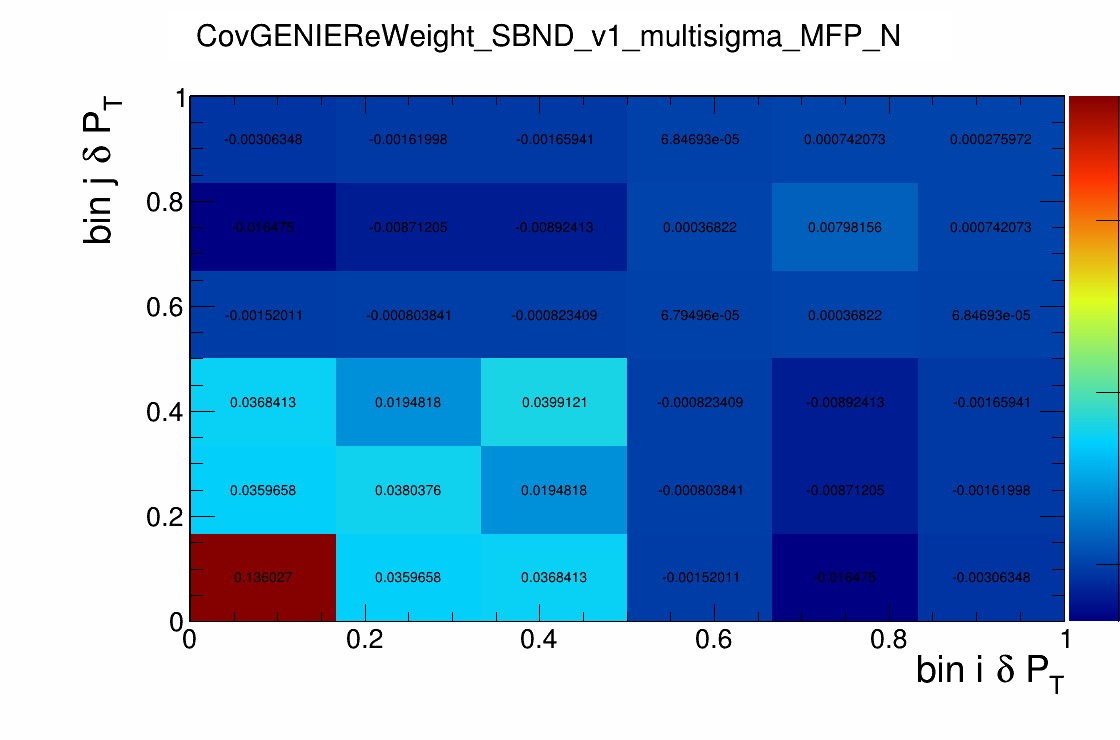 CovGENIEReWeight_SBND_v1_multisigma_MFP_N
bin j δ P_T
1
-0.00306348 -0.00161998 -0.00165941 6.84693e-05 0.000742073 0.000275972
0.8
-0.016475 -0.00871205 -0.00892413 0.00036822 0.00798156 0.000742073
0.6
-0.00152011 -0.000803841 -0.000823409 6.79496e-05 0.00036822 6.84693e-05
0.4
0.0368413 0.0194818 0.0399121 -0.000823409 -0.00892413 -0.00165941
0.0359658 0.0380376 0.0194818 -0.000803841 -0.00871205 -0.00161998
0.2
0.136027 0.0359658 0.0368413 -0.00152011 -0.016475 -0.00306348
0
0 0.2 0.4 0.6 0.8 1
bin i δ P_T